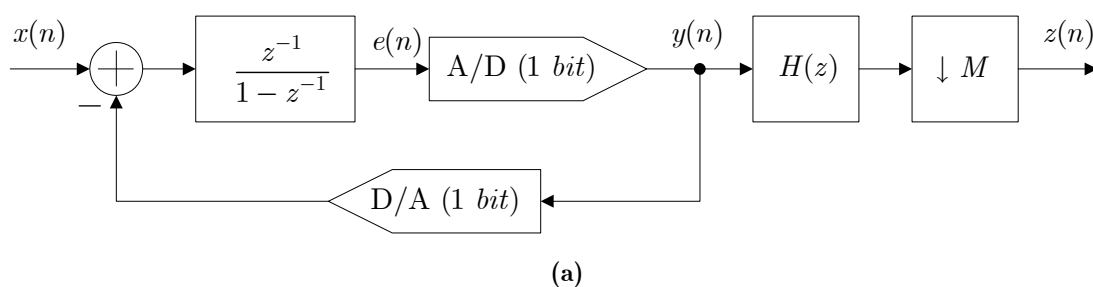 x(n)
−
z^{-1}
1 − z^{-1}
e(n)
A/D (1 bit)
y(n)
H(z)
↓ M
z(n)
D/A (1 bit)
(a)